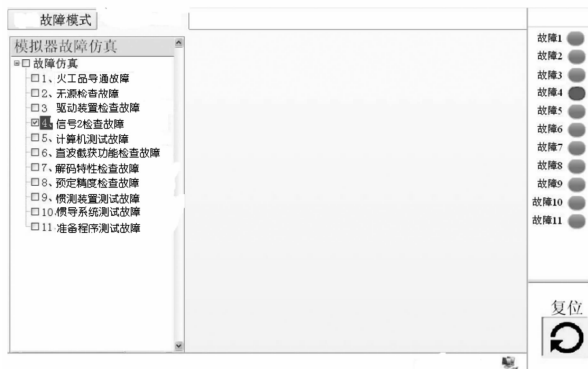 故障模式
模拟器故障仿真
故障仿真
1、火工品导通故障
2、无源检查故障
3 驱动装置检查故障
4、信号2检查故障
5、计算机测试故障
6、直波截获功能检查故障
7、解码特性检查故障
8、预定精度检查故障
9、惯测装置测试故障
10、惯导系统测试故障
11 准备程序测试故障
故障1
故障2
故障3
故障4
故障5
故障6
故障7
故障8
故障9
故障10
故障11
复位